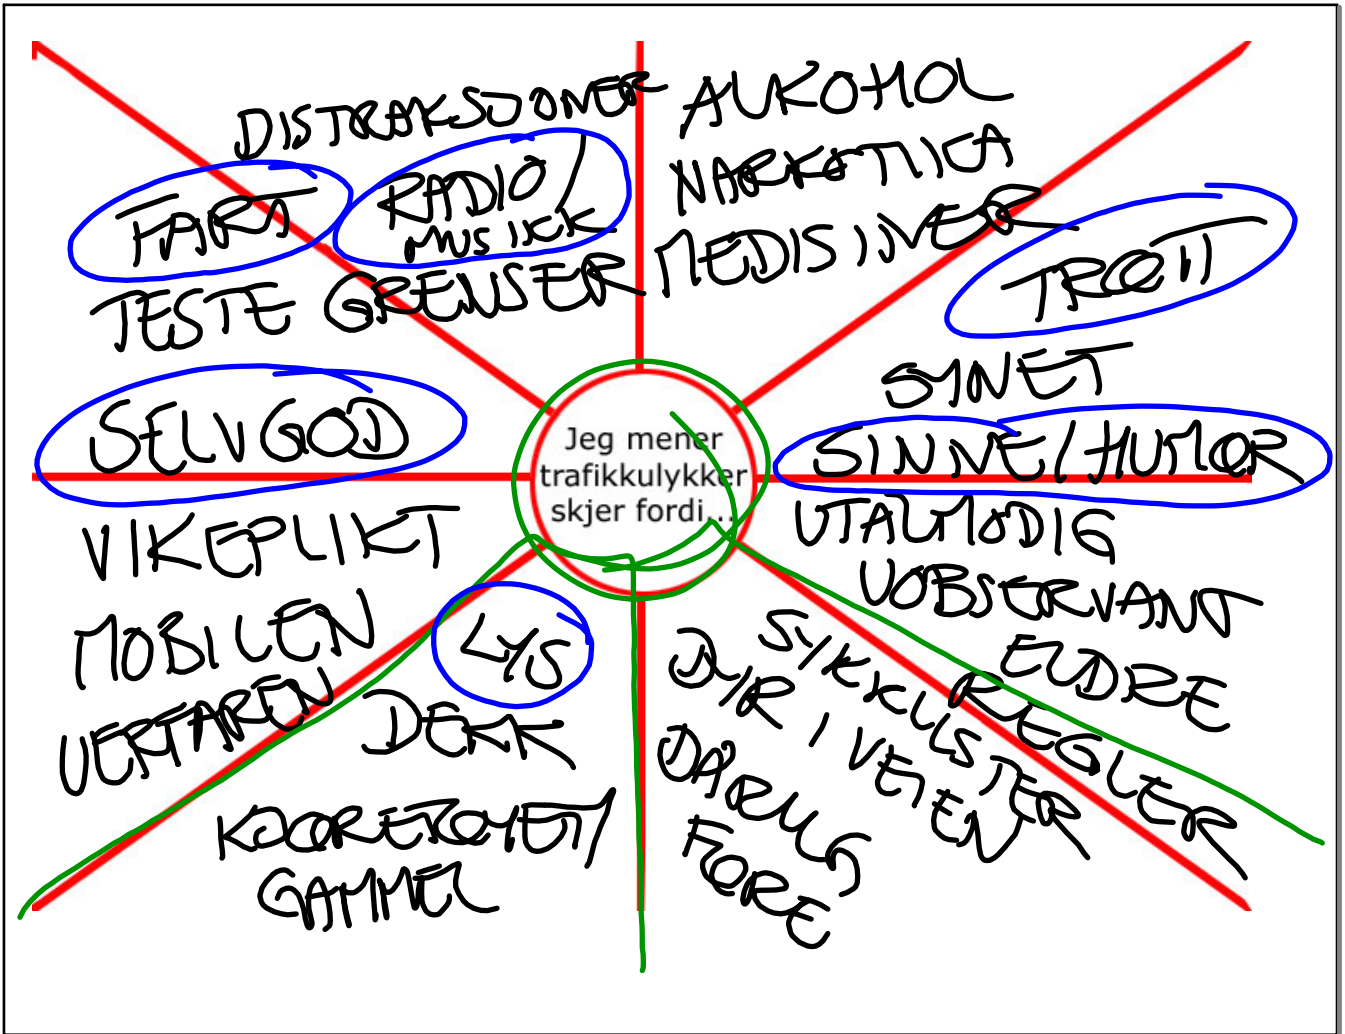 DISTRAKSJONER
FART
RADIO/
MUSIKK
TESTE GRENSER
ALKOHOL
NARKOTIKA
MEDISINER
TRØTT
SYNET
SINNE/HUMØR
SELVGOD
Jeg mener
trafikkulykker
skjer fordi...
VIKEPLIKT
MOBILEN
UERFAREN
UTÅLMODIG
UOBSERVANT
ELDRE
REGLER
LYS
DEKK
KJØRETØYET/
GAMMEL
SYKKLISTER
DYR I VEIEN
DÅRLIG
FØRE